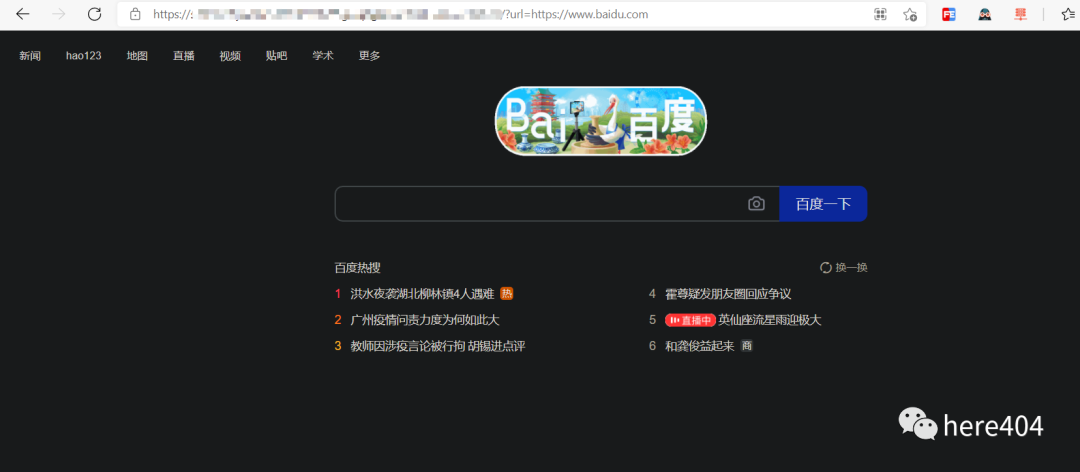 https://
/?url=https://www.baidu.com
新闻 hao123 地图 直播 视频 贴吧 学术 更多
Bai 百度
百度一下
百度热搜 换一换
1 洪水夜袭湖北柳林镇4人遇难 热
2 广州疫情问责力度为何如此大
3 教师因涉疫言论被行拘 胡锡进点评
4 霍尊疑发朋友圈回应争议
5 直播中 英仙座流星雨迎极大
6 和龚俊益起来 商
here404